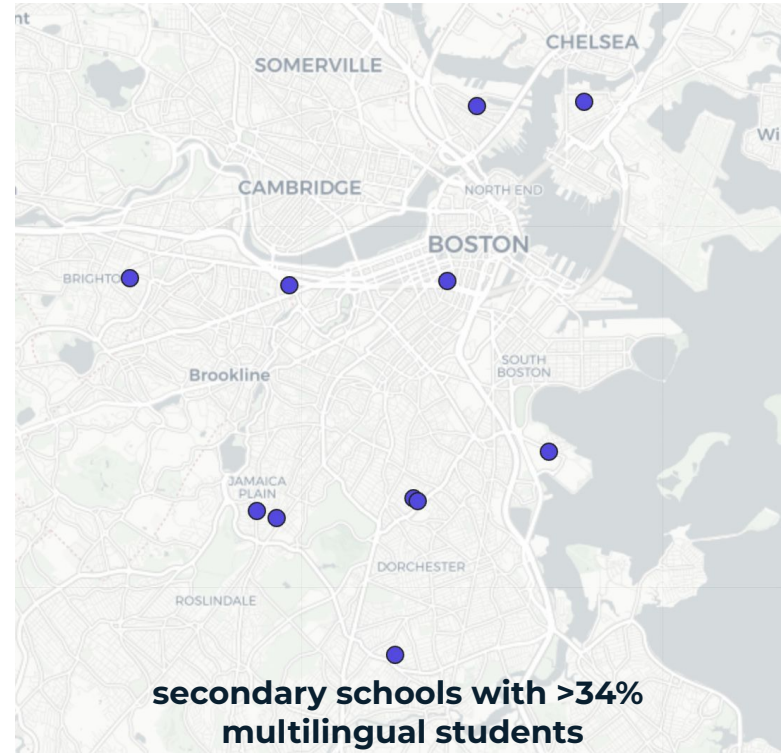 nt
CHELSEA
SOMERVILLE
Wi
CAMBRIDGE
NORTH END
BOSTON
BRIGHTO
SOUTH
BOSTON
Brookline
JAMAICA
PLAIN
DORCHESTER
ROSLINDALE
secondary schools with >34%
multilingual students